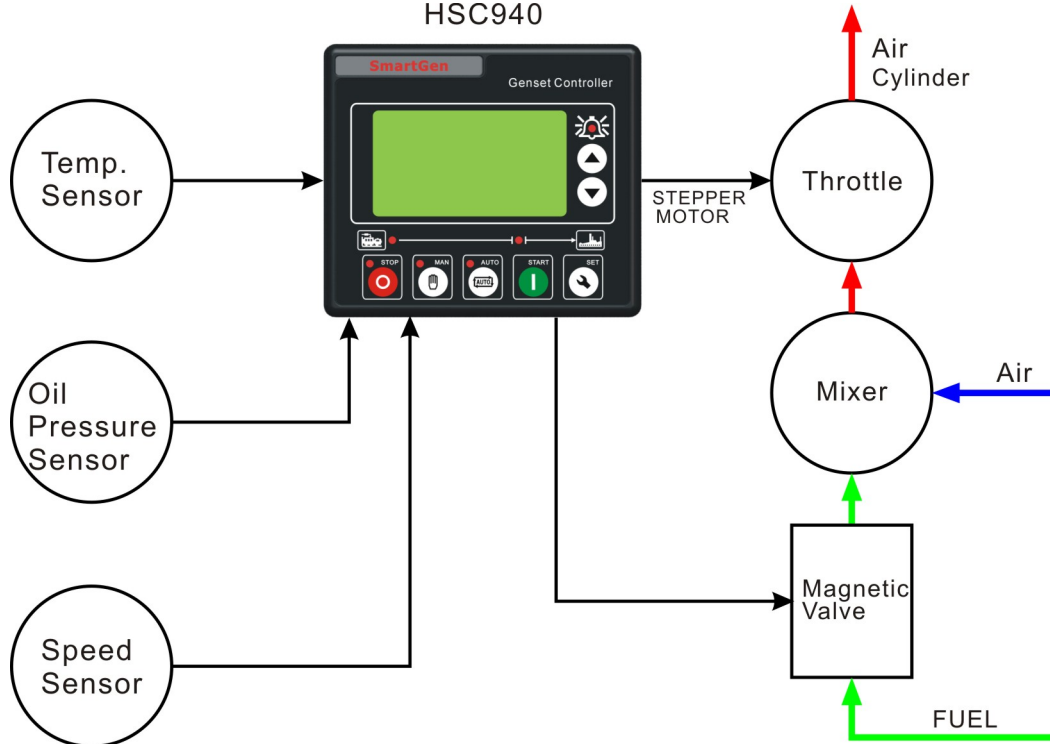 HSC940
SmartGen
Genset Controller
Air
Cylinder
Temp.
Sensor
STEPPER
MOTOR
Throttle
STOP
MAN
AUTO
START
SET
AUTO
Oil
Pressure
Sensor
Mixer
Air
Magnetic
Valve
Speed
Sensor
FUEL